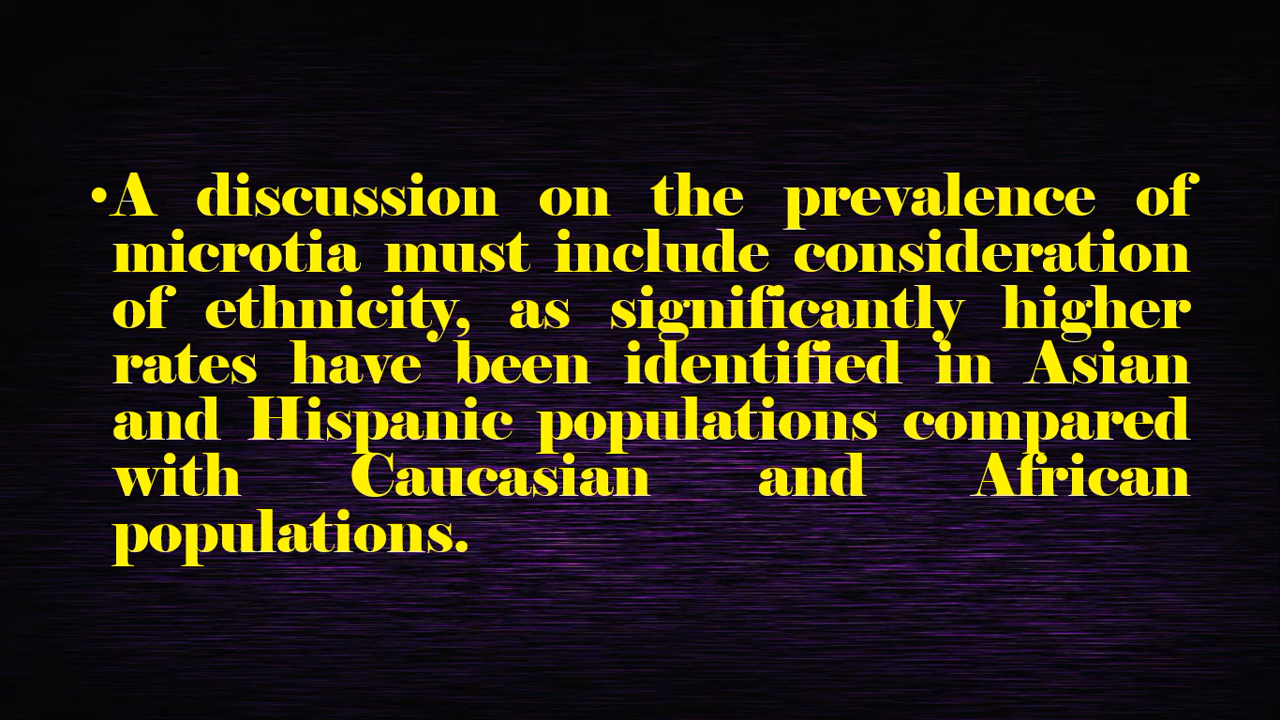 •A discussion on the prevalence of
microtia must include consideration
of ethnicity, as significantly higher
rates have been identified in Asian
and Hispanic populations compared
with Caucasian and African
populations.